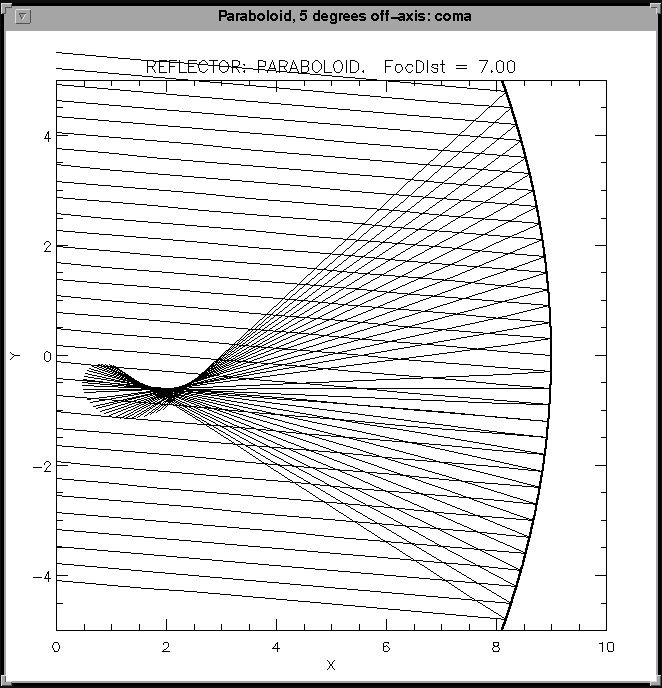 Paraboloid, 5 degrees off-axis: coma
REFLECTOR: PARABOLOID. FocDist = 7.00
4
2
0
-2
-4
Y
0 2 4 6 8 10
X